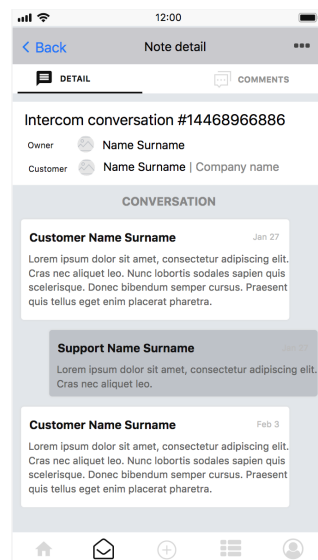 12:00
Back
Note detail
DETAIL
COMMENTS
Intercom conversation #14468966886
Owner Name Surname
Customer Name Surname | Company name
CONVERSATION
Customer Name Surname Jan 27
Lorem ipsum dolor sit amet, consectetur adipiscing elit.
Cras nec aliquet leo. Nunc lobortis sodales sapien quis
scelerisque. Donec bibendum semper cursus. Praesent
quis tellus eget enim placerat pharetra.
Support Name Surname
Lorem ipsum dolor sit amet, consectetur adipiscing elit.
Cras nec aliquet leo.
Customer Name Surname Feb 3
Lorem ipsum dolor sit amet, consectetur adipiscing elit.
Cras nec aliquet leo. Nunc lobortis sodales sapien quis
scelerisque. Donec bibendum semper cursus. Praesent
quis tellus eget enim placerat pharetra.